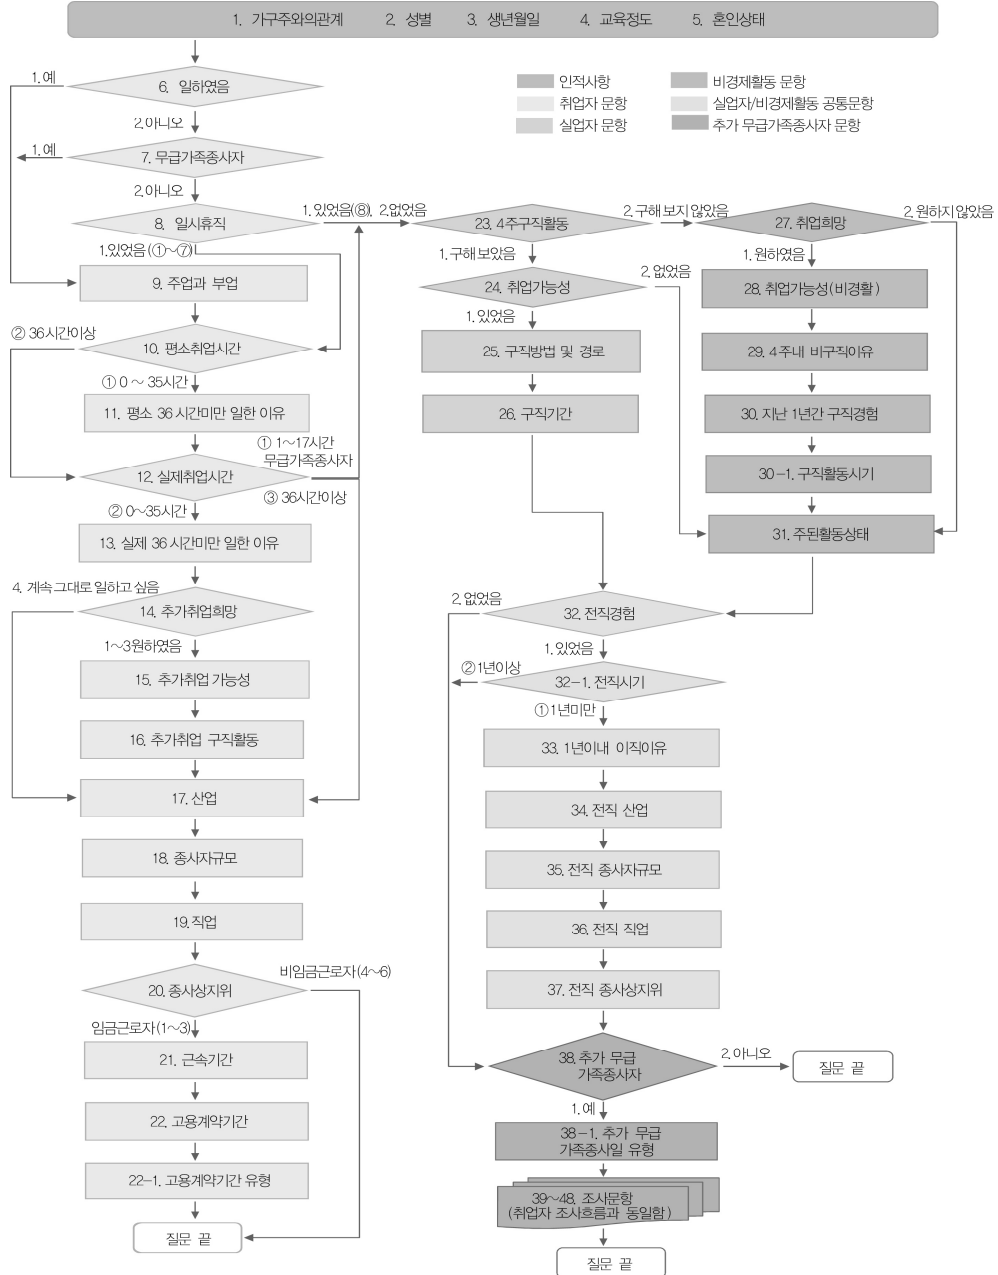 1. 가구주와의관계 2. 성별 3. 생년월일 4. 교육정도 5. 혼인상태
인적사항
취업자 문항
실업자 문항
비경제활동 문항
실업자/비경제활동 공통문항
추가 무급가족종사자 문항
1. 예
6. 일하였음
2. 아니오
1. 예
7. 무급가족종사자
2. 아니오
8. 일시휴직
1. 있었음(⑧), 2.없었음
1.있었음 (①~⑦)
9. 주업과 부업
② 36시간이상
10. 평소취업시간
① 0 ~ 35시간
11. 평소 36 시간미만 일한 이유
① 1~17시간
무급가족종사자
12. 실제취업시간
③ 36시간이상
② 0~35시간
13. 실제 36 시간미만 일한 이유
4. 계속 그대로 일하고 싶음
14. 추가취업희망
1~3원하였음
15. 추가취업 가능성
16. 추가취업 구직활동
17. 산업
18. 종사자규모
19.직업
비임금근로자(4~6)
20. 종사상지위
임금근로자(1~3)
21. 근속기간
22. 고용계약기간
22-1. 고용계약기간 유형
질문 끝
23. 4주구직활동
2. 구해 보지않았음
1. 구해보았음
24. 취업가능성
2. 없었음
1. 있었음
25. 구직방법 및 경로
26. 구직기간
27. 취업희망
2. 원하지않았음
1. 원하였음
28. 취업가능성(비경활)
29. 4주내 비구직이유
30. 지난 1년간 구직경험
30-1. 구직활동시기
31. 주된활동상태
2. 없었음
32. 전직경험
1. 있었음
② 1년이상
32-1. 전직시기
① 1년미만
33. 1년이내 이직이유
34. 전직 산업
35. 전직 종사자규모
36. 전직 직업
37. 전직 종사상지위
38. 추가 무급
가족종사자
2. 아니오
질문 끝
1. 예
38-1. 추가 무급
가족종사일 유형
39~48. 조사문항
(취업자 조사흐름과 동일함)
질문 끝